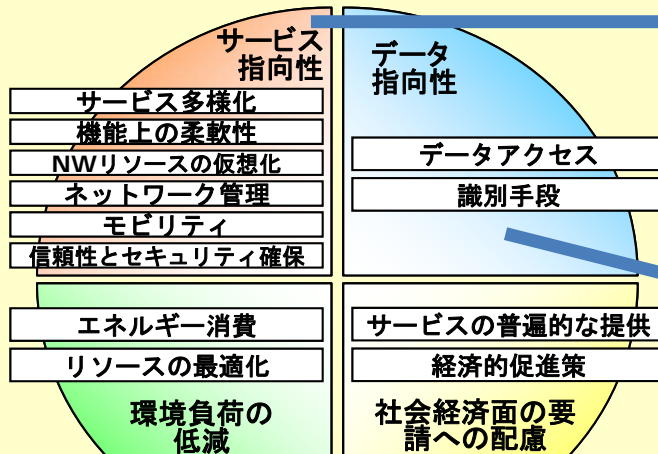 サービス
指向性
サービス多様化
機能上の柔軟性
NWリソースの仮想化
ネットワーク管理
モビリティ
信頼性とセキュリティ確保
データ
指向性
データアクセス
識別手段
エネルギー消費
リソースの最適化
環境負荷の
低減
サービスの普遍的な提供
経済的促進策
社会経済面の要
請への配慮